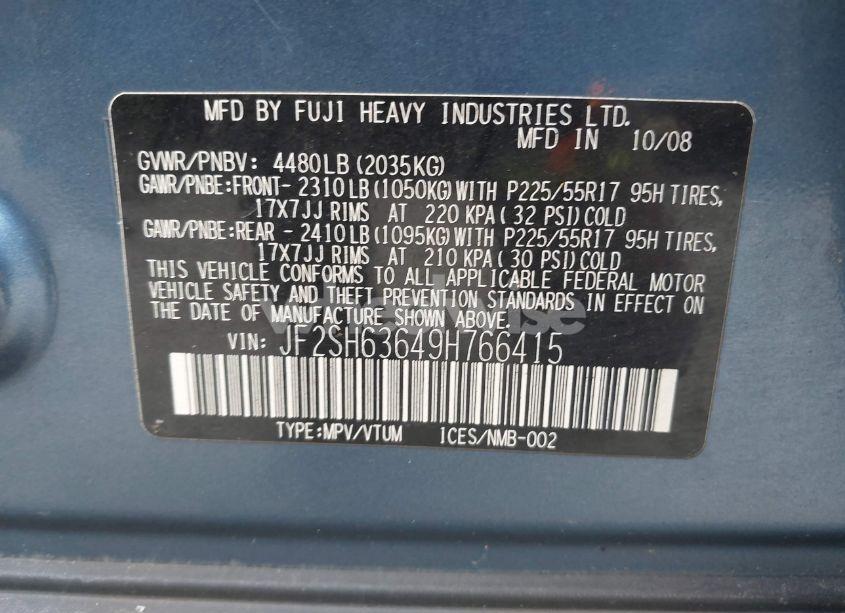 MFD BY FUJI HEAVY INDUSTRIES LTD.
MFD IN 10/08
GVWR/PNBV: 4480LB(2035KG)
GAWR/PNBE:FRONT- 2310LB(1050KG)WITH P225/55R17 95H TIRES,
17X7JJ RIMS AT 220 KPA( 32 PSI)COLD
GAWR/PNBE:REAR - 2410LB(1095KG)WITH P225/55R17 95H TIRES,
17X7JJ RIMS AT 210 KPA( 30 PSI)COLD
THIS VEHICLE CONFORMS TO ALL APPLICABLE FEDERAL MOTOR
VEHICLE SAFETY AND THEFT PREVENTION STANDARDS IN EFFECT ON
THE DATE OF MANUFACTURE SHOWN ABOVE.
VIN: JF2SH63649H766415
TYPE:MPV/VTUM ICES/NMB-002